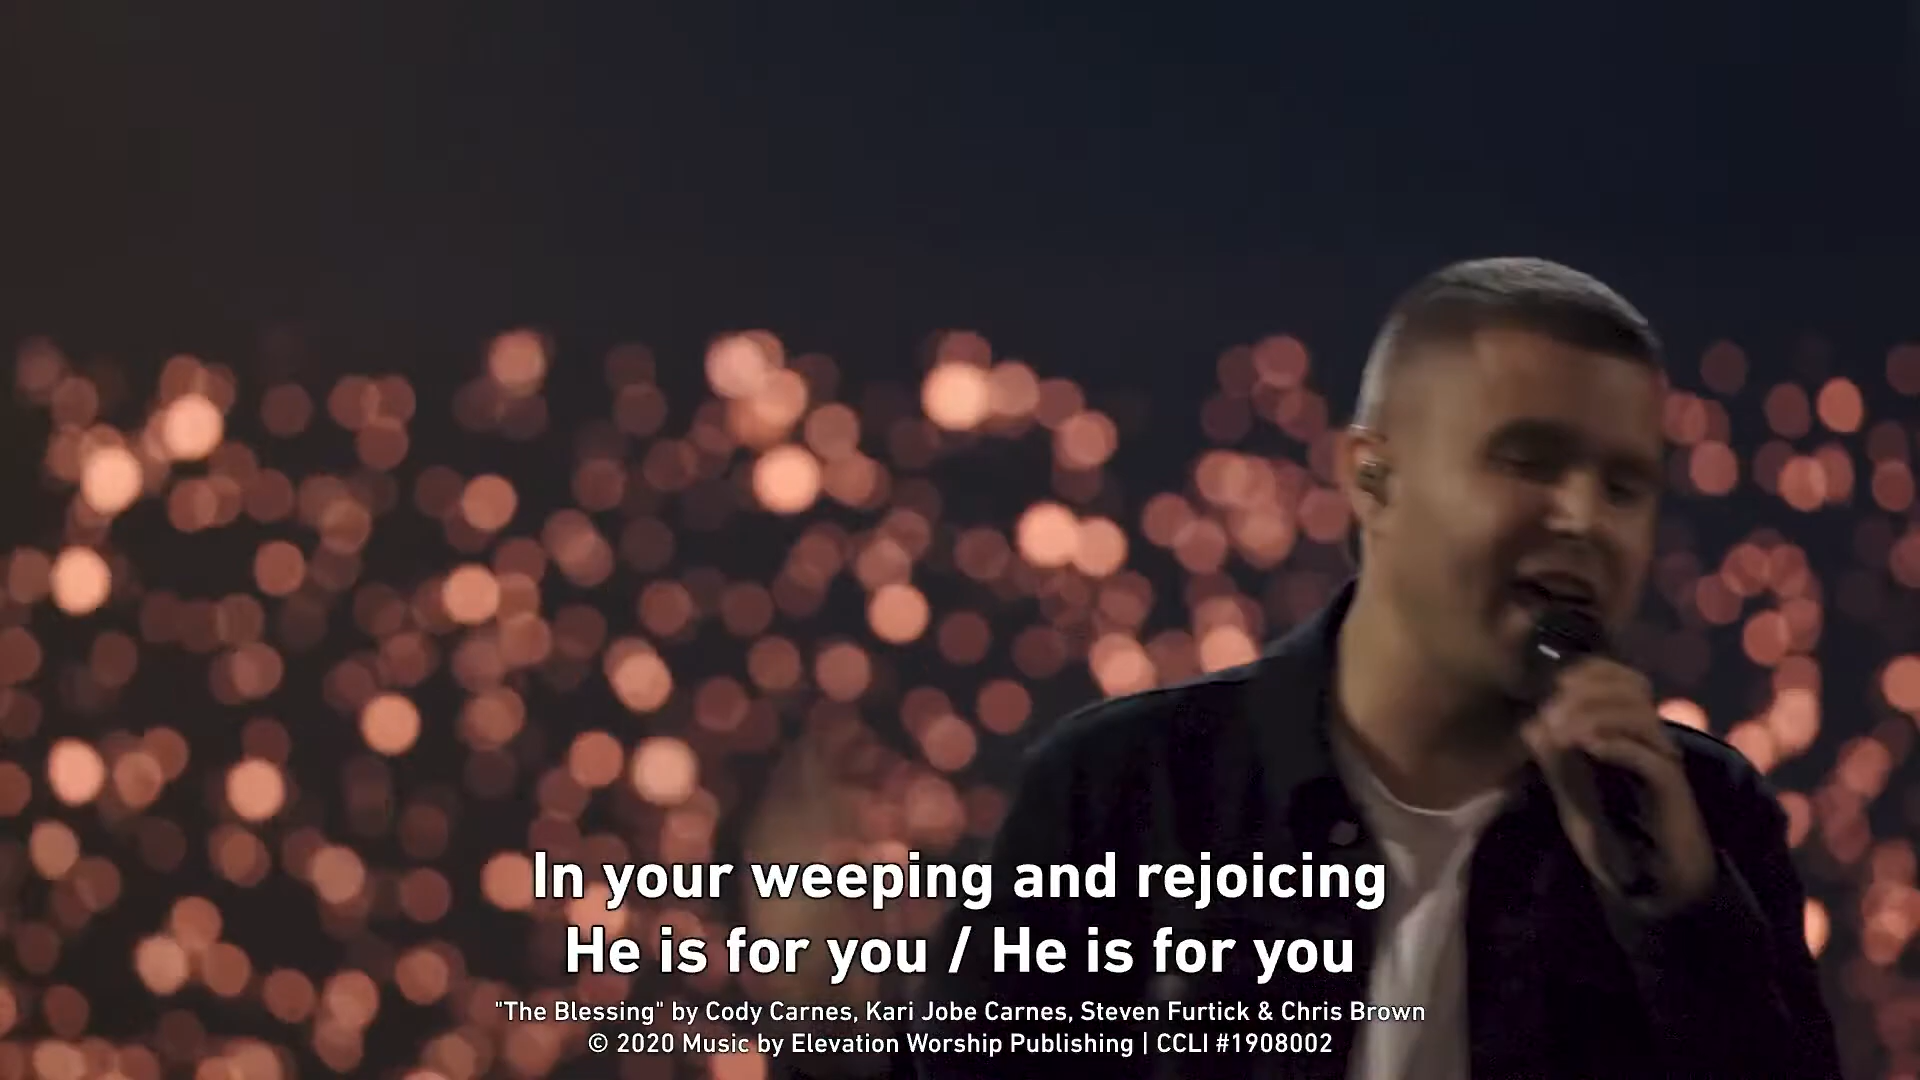 In your weeping and rejoicing
He is for you / He is for you
"The Blessing" by Cody Carnes, Kari Jobe Carnes, Steven Furtick & Chris Brown
© 2020 Music by Elevation Worship Publishing | CCLI #1908002